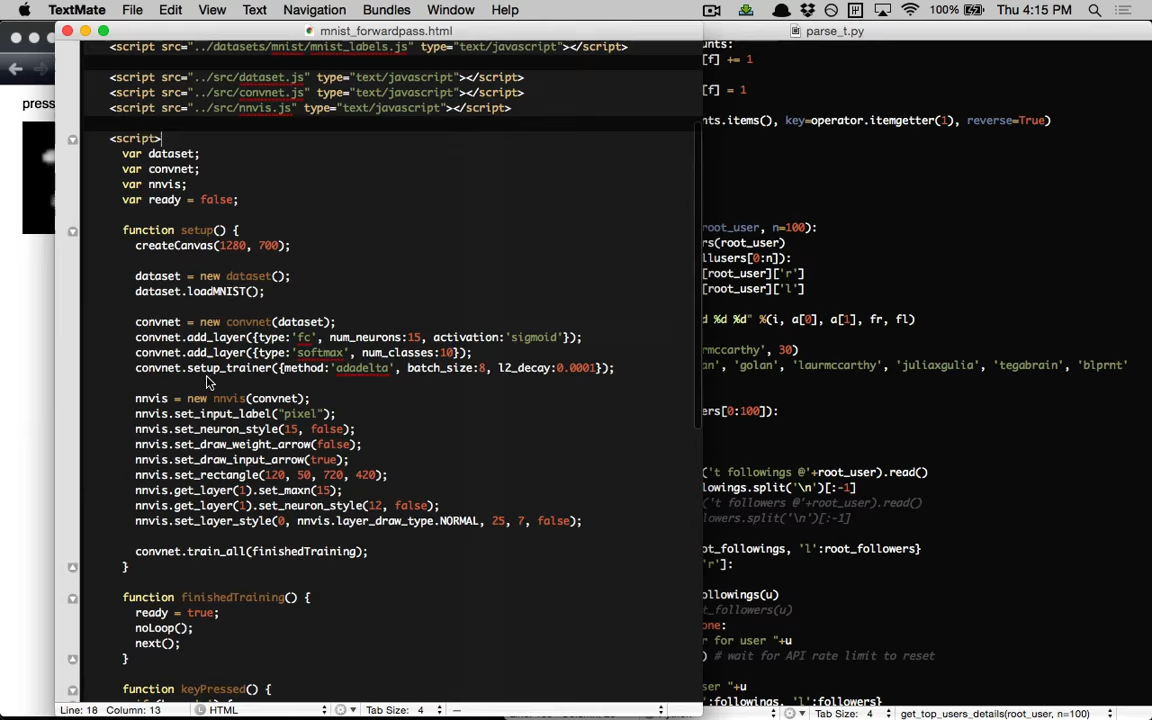 TextMate File Edit View Text Navigation Bundles Window Help 100% Thu 4:15 PM
mnist_forwardpass.html
parse_t.py
press
<script src="../datasets/mnist/mnist_labels.js" type="text/javascript"></script>
<script src="../src/dataset.js" type="text/javascript"></script>
<script src="../src/convnet.js" type="text/javascript"></script>
<script src="../src/nnvis.js" type="text/javascript"></script>
<script>
var dataset;
var convnet;
var nnvis;
var ready = false;
function setup() {
createCanvas(1280, 700);
dataset = new dataset();
dataset.loadMNIST();
convnet = new convnet(dataset);
convnet.add_layer({type:'fc', num_neurons:15, activation:'sigmoid'});
convnet.add_layer({type:'softmax', num_classes:10});
convnet.setup_trainer({method:'adadelta', batch_size:8, l2_decay:0.0001});
nnvis = new nnvis(convnet);
nnvis.set_input_label("pixel");
nnvis.set_neuron_style(15, false);
nnvis.set_draw_weight_arrow(false);
nnvis.set_draw_input_arrow(true);
nnvis.set_rectangle(120, 50, 720, 420);
nnvis.get_layer(1).set_maxn(15);
nnvis.get_layer(1).set_neuron_style(12, false);
nnvis.set_layer_style(0, nnvis.layer_draw_type.NORMAL, 25, 7, false);
convnet.train_all(finishedTraining);
}
function finishedTraining() {
ready = true;
noLoop();
next();
}
function keyPressed() {
Line: 18 Column: 13 HTML Tab Size: 4 —
unts:
[f] += 1
[f] = 1
nts.items(), key=operator.itemgetter(1), reverse=True)
root_user, n=100):
rs(root_user)
llusers[0:n]):
[root_user]['r']
[root_user]['l']
%d %d" %(i, a[0], a[1], fr, fl)
rmccarthy', 30)
an', 'golan', 'laurmccarthy', 'juliaxgulia', 'tegabrain', 'blprnt'
ers[0:100]):
('t followings @'+root_user).read()
lowings.split('\n')[:-1]
('t followers @'+root_user).read()
lowers.split('\n')[:-1]
ot_followings, 'l':root_followers}
'r']:
ollowings(u)
t_followers(u)
one:
r for user "+u
) # wait for API rate limit to reset
ser "+u
lowings, 'l':root_followers}
Tab Size: 4 get_top_users_details(root_user, n=100)